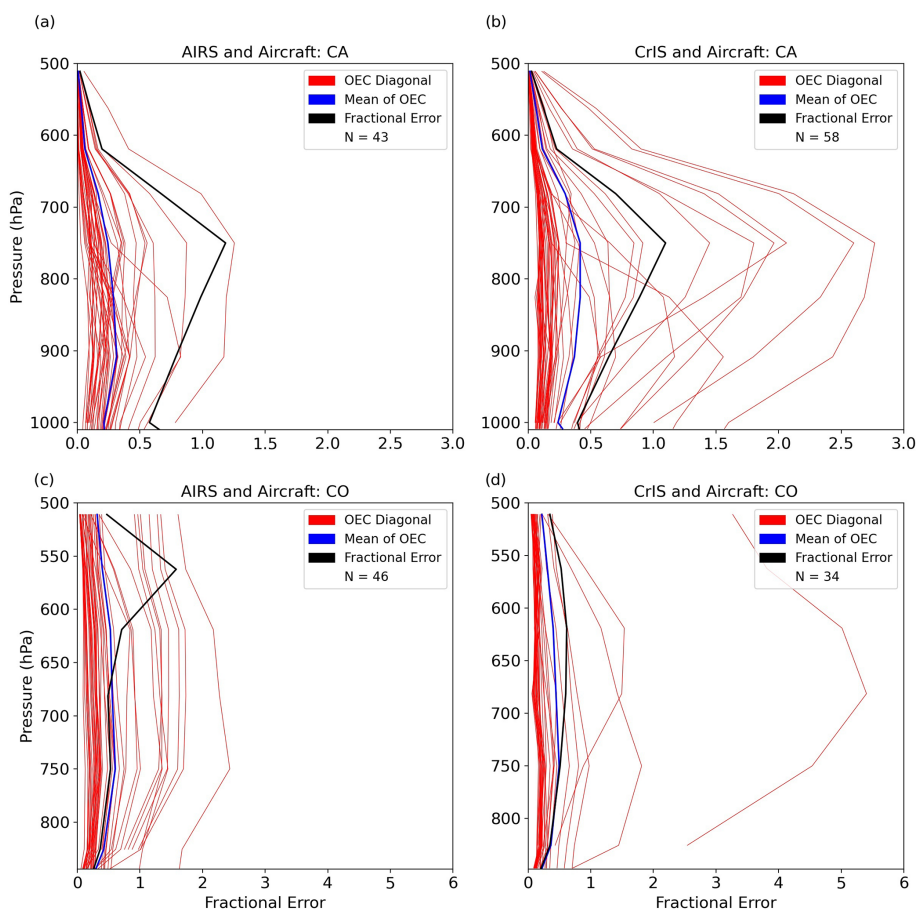 (a)
AIRS and Aircraft: CA
500
600
700
800
900
1000
Pressure (hPa)
0.0 0.5 1.0 1.5 2.0 2.5 3.0
OEC Diagonal
Mean of OEC
Fractional Error
N = 43
(b)
CrIS and Aircraft: CA
500
600
700
800
900
1000
0.0 0.5 1.0 1.5 2.0 2.5 3.0
OEC Diagonal
Mean of OEC
Fractional Error
N = 58
(c)
AIRS and Aircraft: CO
500
550
600
650
700
750
800
Pressure (hPa)
0 1 2 3 4 5 6
Fractional Error
OEC Diagonal
Mean of OEC
Fractional Error
N = 46
(d)
CrIS and Aircraft: CO
500
550
600
650
700
750
800
0 1 2 3 4 5 6
Fractional Error
OEC Diagonal
Mean of OEC
Fractional Error
N = 34